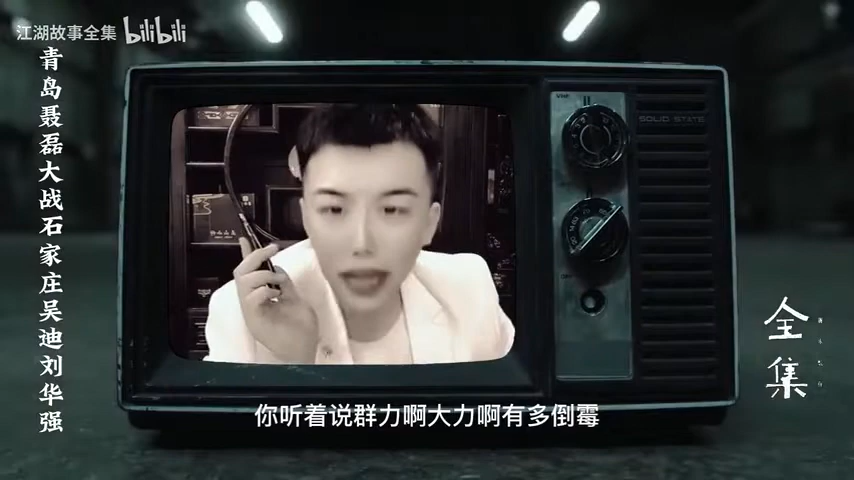 江湖故事全集 bilibili
青岛聂磊大战石家庄吴迪刘华强
SOLID STATE
VHF
全集
你听着说群力啊大力啊有多倒霉